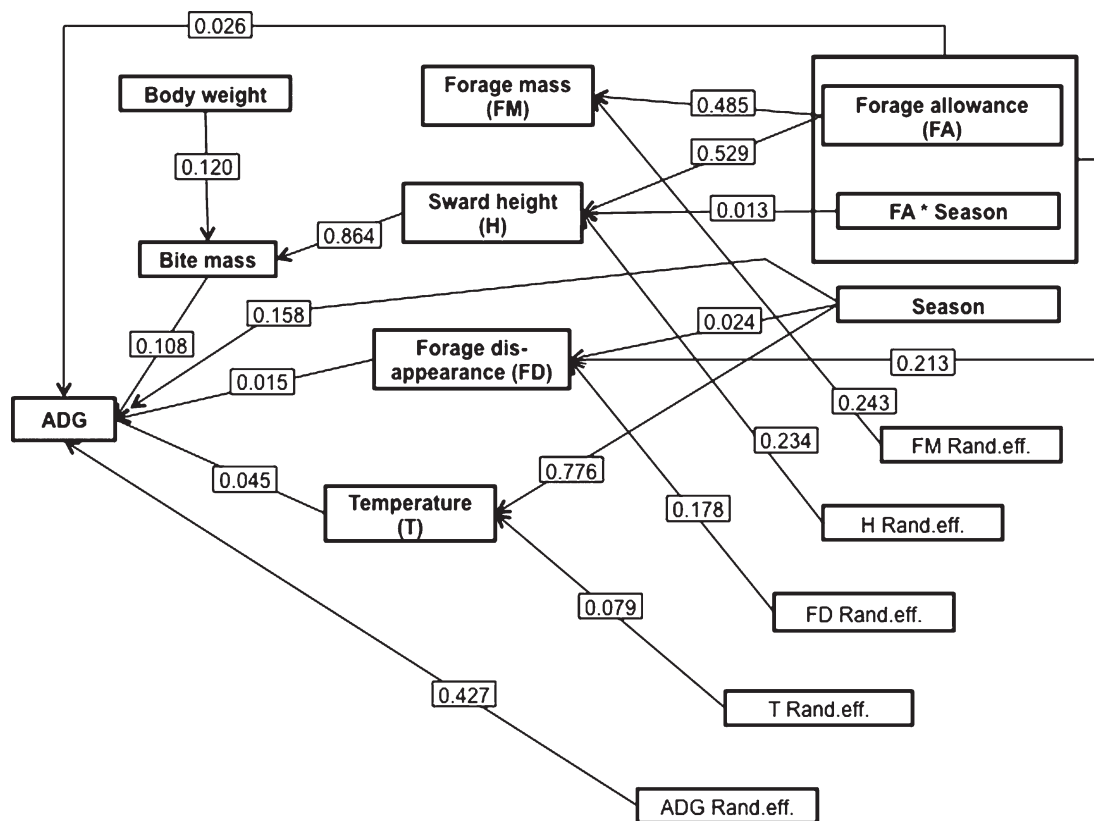 0.026
Body weight
Forage mass
(FM)
0.485
Forage allowance
(FA)
0.120
0.529
Sward height
(H)
0.013
FA * Season
0.864
Bite mass
0.158
Season
0.024
0.108
Forage dis-
appearance (FD)
0.213
0.015
ADG
0.243
0.234
FM Rand.eff.
0.045
0.776
Temperature
(T)
0.178
H Rand.eff.
0.079
FD Rand.eff.
0.427
T Rand.eff.
ADG Rand.eff.